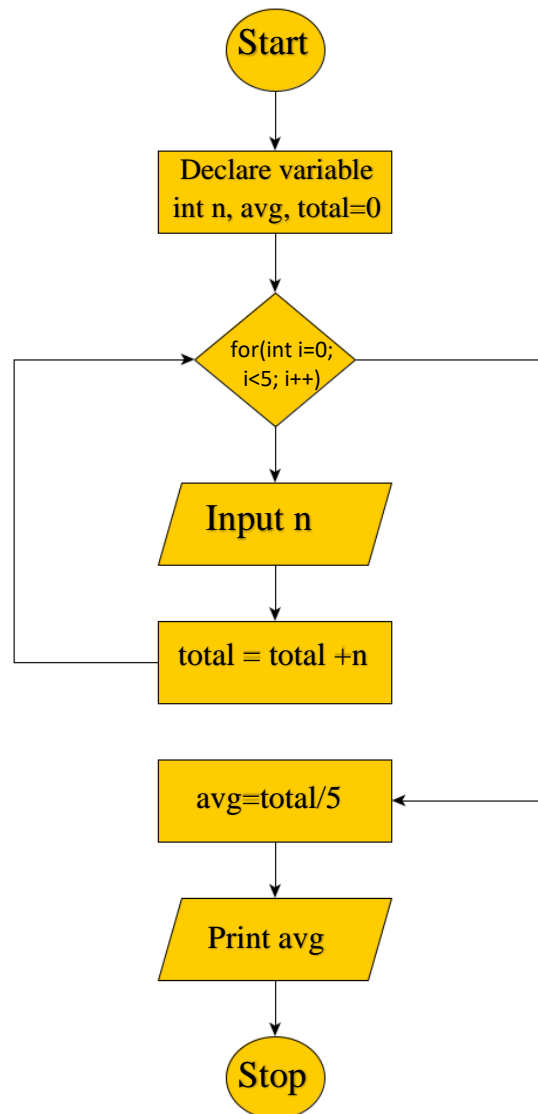 Start
Declare variable
int n, avg, total=0
for(int i=0;
i<5; i++)
Input n
total = total +n
avg=total/5
Print avg
Stop